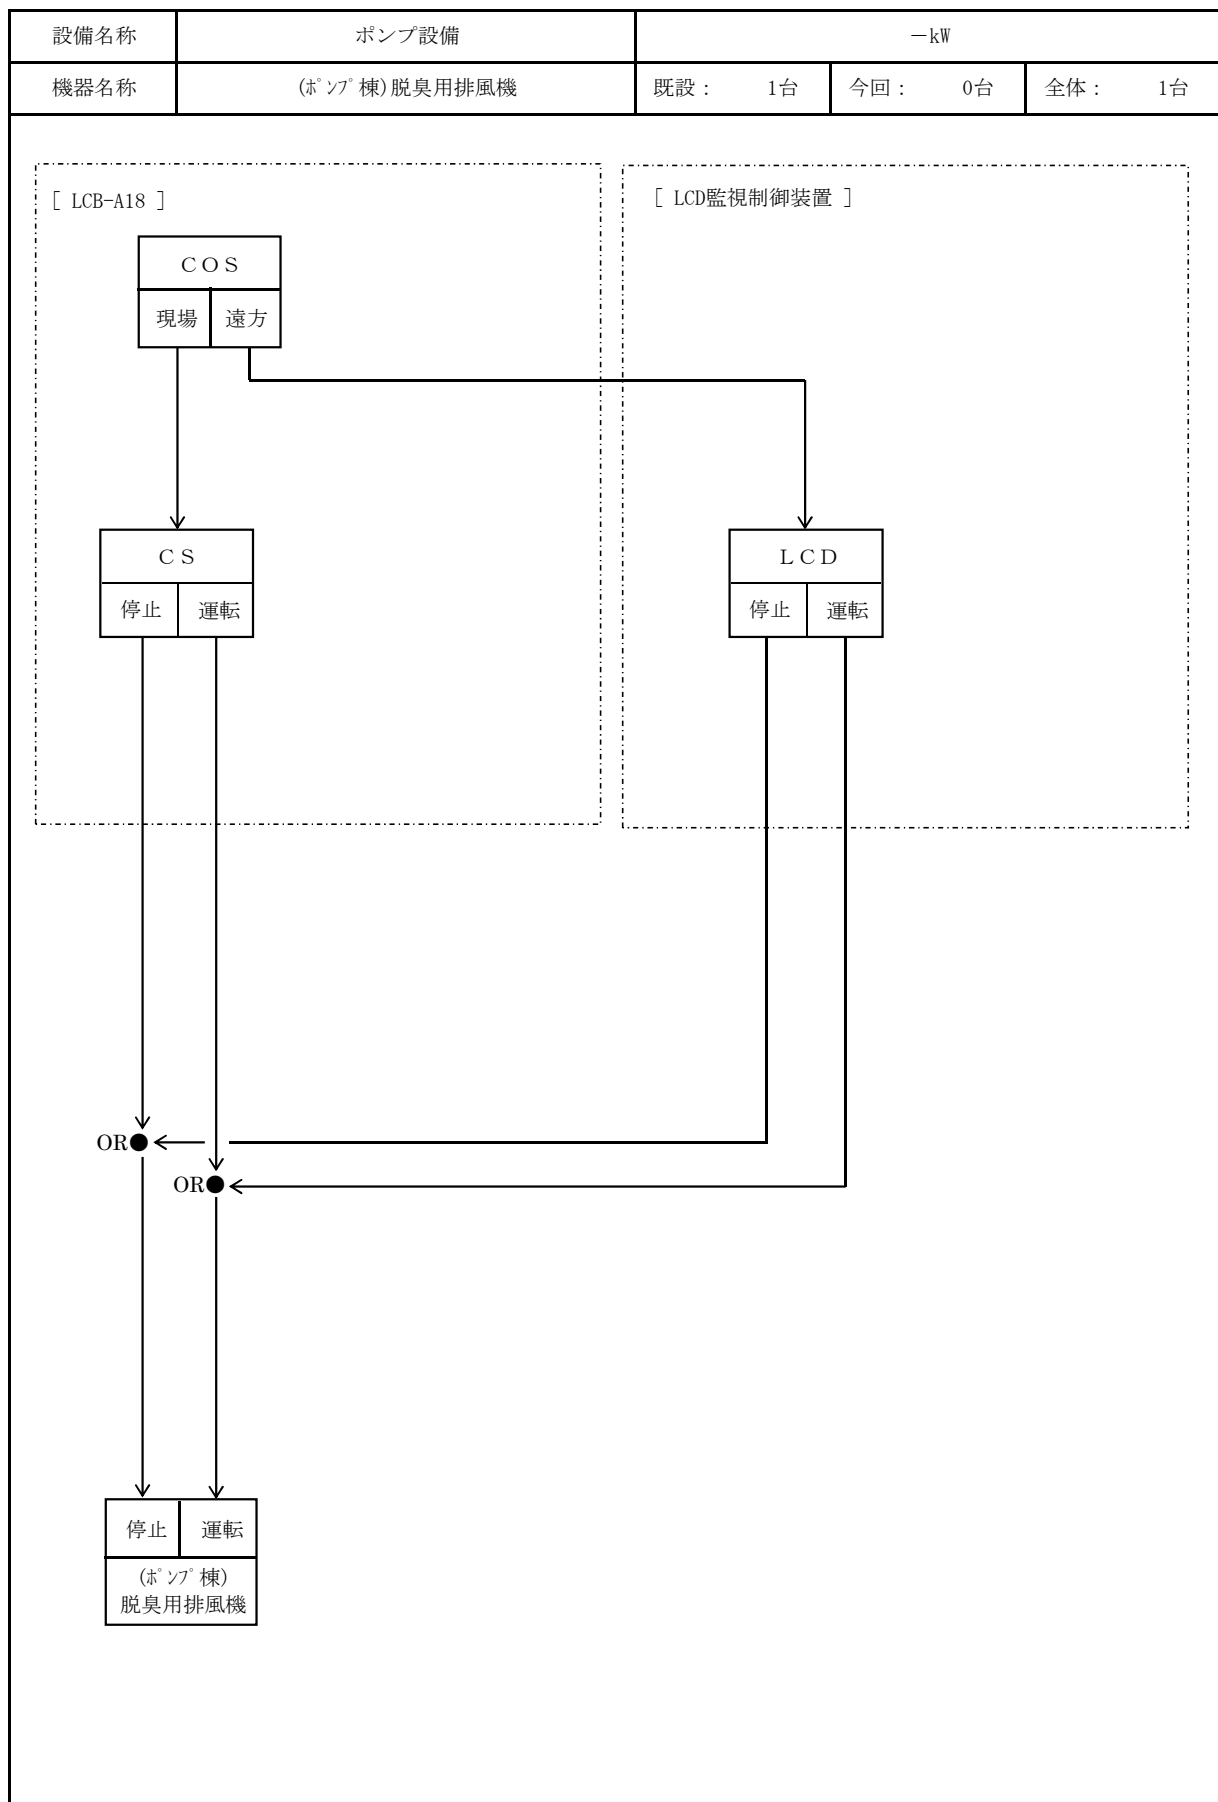 設備名称 ポンプ設備 －kW
機器名称 (ﾎﾟﾝﾌﾟ棟)脱臭用排風機 既設： 1台 今回： 0台 全体： 1台
[ LCB-A18 ]
[ LCD監視制御装置 ]
ＣＯＳ
現場 遠方
ＣＳ
停止 運転
ＬＣＤ
停止 運転
OR
OR
停止 運転
(ﾎﾟﾝﾌﾟ棟)
脱臭用排風機